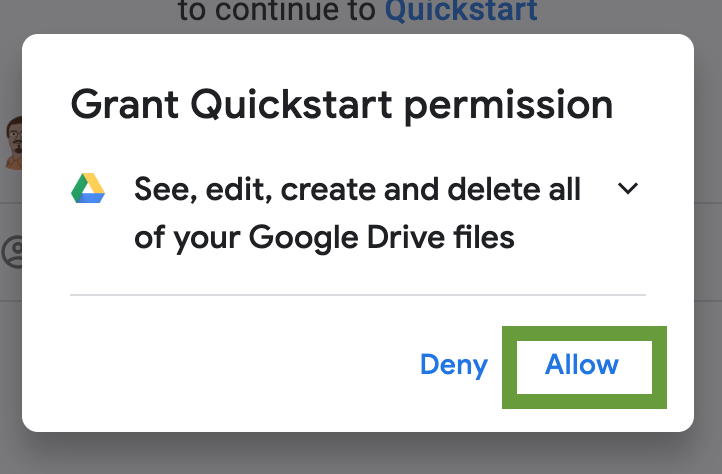 to continue to Quickstart
Grant Quickstart permission
See, edit, create and delete all
of your Google Drive files
Deny
Allow